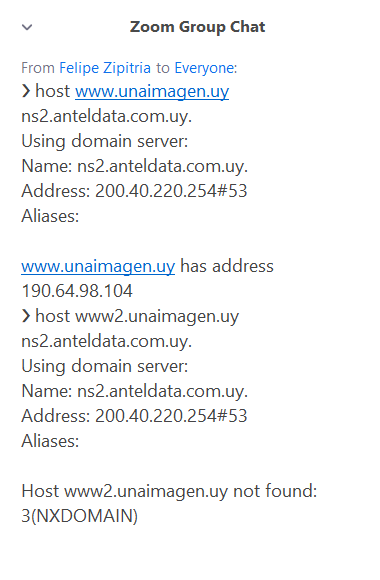 Zoom Group Chat
From Felipe Zipitria to Everyone:
❯ host www.unaimagen.uy
ns2.anteldata.com.uy.
Using domain server:
Name: ns2.anteldata.com.uy.
Address: 200.40.220.254#53
Aliases:
www.unaimagen.uy has address
190.64.98.104
❯ host www2.unaimagen.uy
ns2.anteldata.com.uy.
Using domain server:
Name: ns2.anteldata.com.uy.
Address: 200.40.220.254#53
Aliases:
Host www2.unaimagen.uy not found:
3(NXDOMAIN)